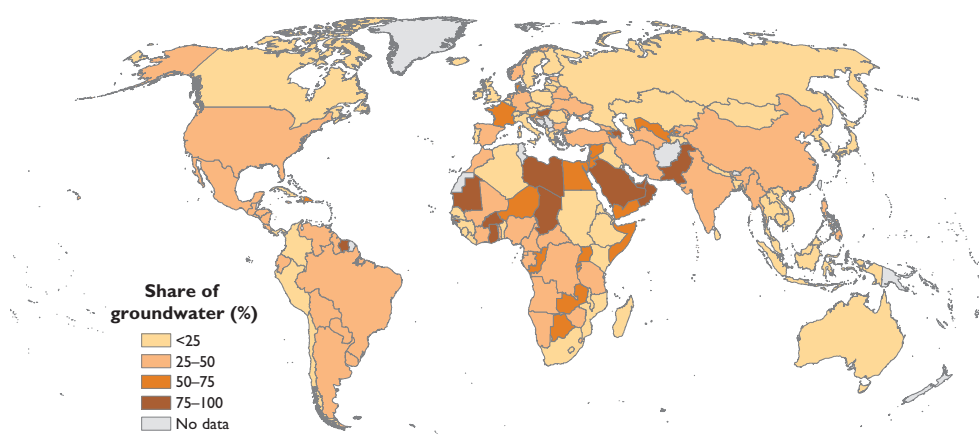 Share of
groundwater (%)
<25
25–50
50–75
75–100
No data